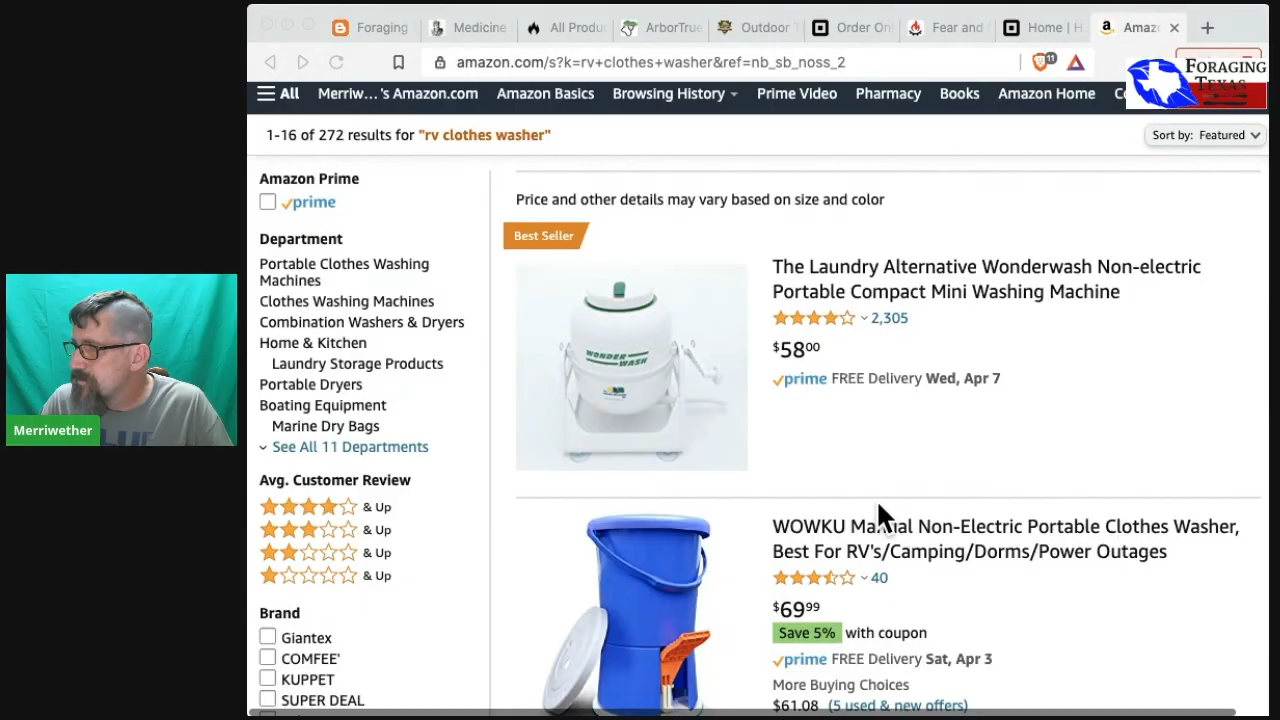 Foraging
Medicine
All Produ
ArborTrue
Outdoor T
Order Onl
Fear and
Home | H
Amaz
amazon.com/s?k=rv+clothes+washer&ref=nb_sb_noss_2
11
FORAGING
TEXAS
All
Merriw...'s Amazon.com
Amazon Basics
Browsing History
Prime Video
Pharmacy
Books
Amazon Home
1-16 of 272 results for "rv clothes washer"
Sort by: Featured
Amazon Prime
prime
Department
Portable Clothes Washing
Machines
Clothes Washing Machines
Combination Washers & Dryers
Home & Kitchen
Laundry Storage Products
Portable Dryers
Boating Equipment
Marine Dry Bags
See All 11 Departments
Avg. Customer Review
& Up
& Up
& Up
& Up
Brand
Giantex
COMFEE'
KUPPET
SUPER DEAL
Price and other details may vary based on size and color
Best Seller
WONDER WASH
The Laundry Alternative Wonderwash Non-electric
Portable Compact Mini Washing Machine
2,305
$5800
prime FREE Delivery Wed, Apr 7
WOWKU Manual Non-Electric Portable Clothes Washer,
Best For RV's/Camping/Dorms/Power Outages
40
$6999
Save 5% with coupon
prime FREE Delivery Sat, Apr 3
More Buying Choices
$61.08 (5 used & new offers)
Merriwether